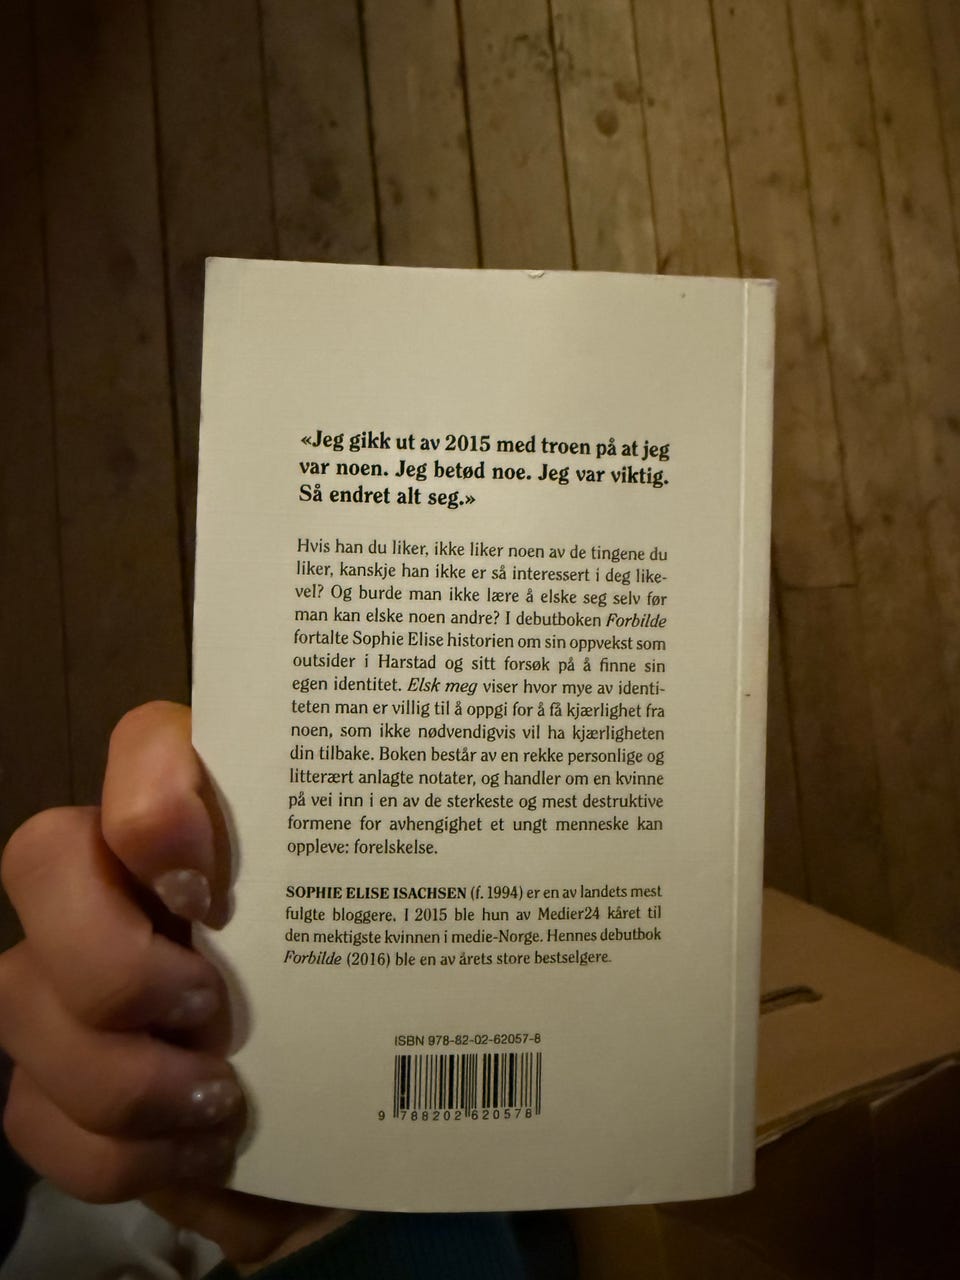 «Jeg gikk ut av 2015 med troen på at jeg
var noen. Jeg betød noe. Jeg var viktig.
Så endret alt seg.»
Hvis han du liker, ikke liker noen av de tingene du
liker, kanskje han ikke er så interessert i deg like-
vel? Og burde man ikke lære å elske seg selv før
man kan elske noen andre? I debutboken Forbilde
fortalte Sophie Elise historien om sin oppvekst som
outsider i Harstad og sitt forsøk på å finne sin
egen identitet. Elsk meg viser hvor mye av identi-
teten man er villig til å oppgi for å få kjærlighet fra
noen, som ikke nødvendigvis vil ha kjærligheten
din tilbake. Boken består av en rekke personlige og
litterært anlagte notater, og handler om en kvinne
på vei inn i en av de sterkeste og mest destruktive
formene for avhengighet et ungt menneske kan
oppleve: forelskelse.
SOPHIE ELISE ISACHSEN (f. 1994) er en av landets mest
fulgte bloggere. I 2015 ble hun av Medier24 kåret til
den mektigste kvinnen i medie-Norge. Hennes debutbok
Forbilde (2016) ble en av årets store bestselgere.
ISBN 978-82-02-62057-8
9 788202 620578